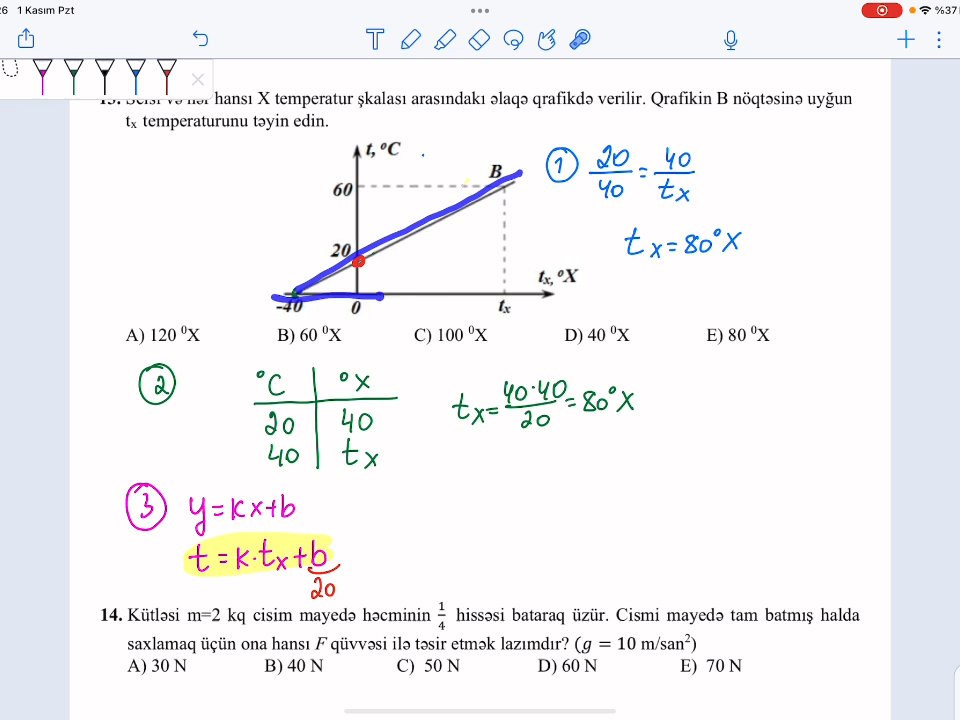 26 1 Kasım Pzt
%37
hansı X temperatur şkalası arasındakı əlaqə qrafikdə verilir. Qrafikin B nöqtəsinə uyğun
tₓ temperaturunu təyin edin.
t, ⁰C
B
60
20
-40
0
tₓ
tₓ, ⁰X
① 20/40 = 40/tx
tx = 80°X
A) 120 ⁰X B) 60 ⁰X C) 100 ⁰X D) 40 ⁰X E) 80 ⁰X
② °C | °X
20 | 40
40 | tx
tx = 40·40/20 = 80°X
③ y = kx + b
t = k·tx + b
20
14. Kütləsi m=2 kq cisim mayedə həcminin 1/4 hissəsi bataraq üzür. Cismi mayedə tam batmış halda
saxlamaq üçün ona hansı F qüvvəsi ilə təsir etmək lazımdır? (g = 10 m/san²)
A) 30 N B) 40 N C) 50 N D) 60 N E) 70 N